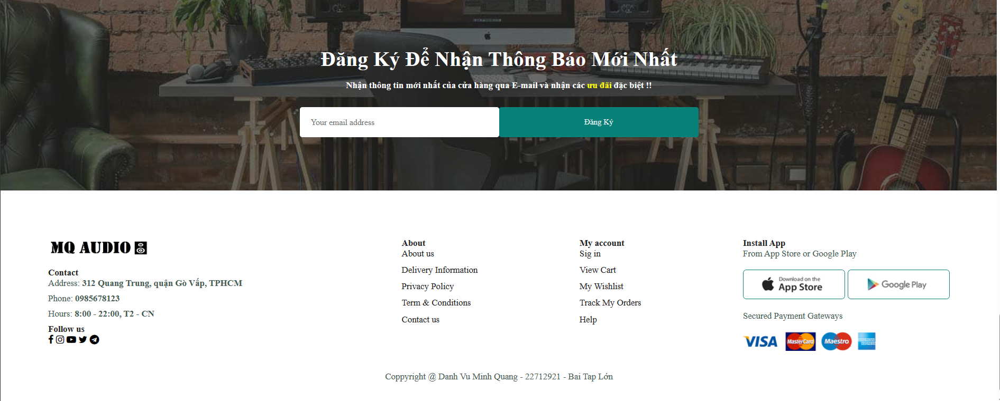 Đăng Ký Để Nhận Thông Báo Mới Nhất
Nhận thông tin mới nhất của cửa hàng qua E-mail và nhận các ưu đãi đặc biệt !!
Your email address
Đăng Ký
MQ AUDIO
Contact
Address: 312 Quang Trung, quận Gò Vấp, TPHCM
Phone: 0985678123
Hours: 8:00 - 22:00, T2 - CN
Follow us
About
About us
Delivery Information
Privacy Policy
Term & Conditions
Contact us
My account
Sig in
View Cart
My Wishlist
Track My Orders
Help
Install App
From App Store or Google Play
Download on the
App Store
Google Play
Secured Payment Gateways
VISA MasterCard Maestro AMERICAN EXPRESS
Coppyright @ Danh Vu Minh Quang - 22712921 - Bai Tap Lớn